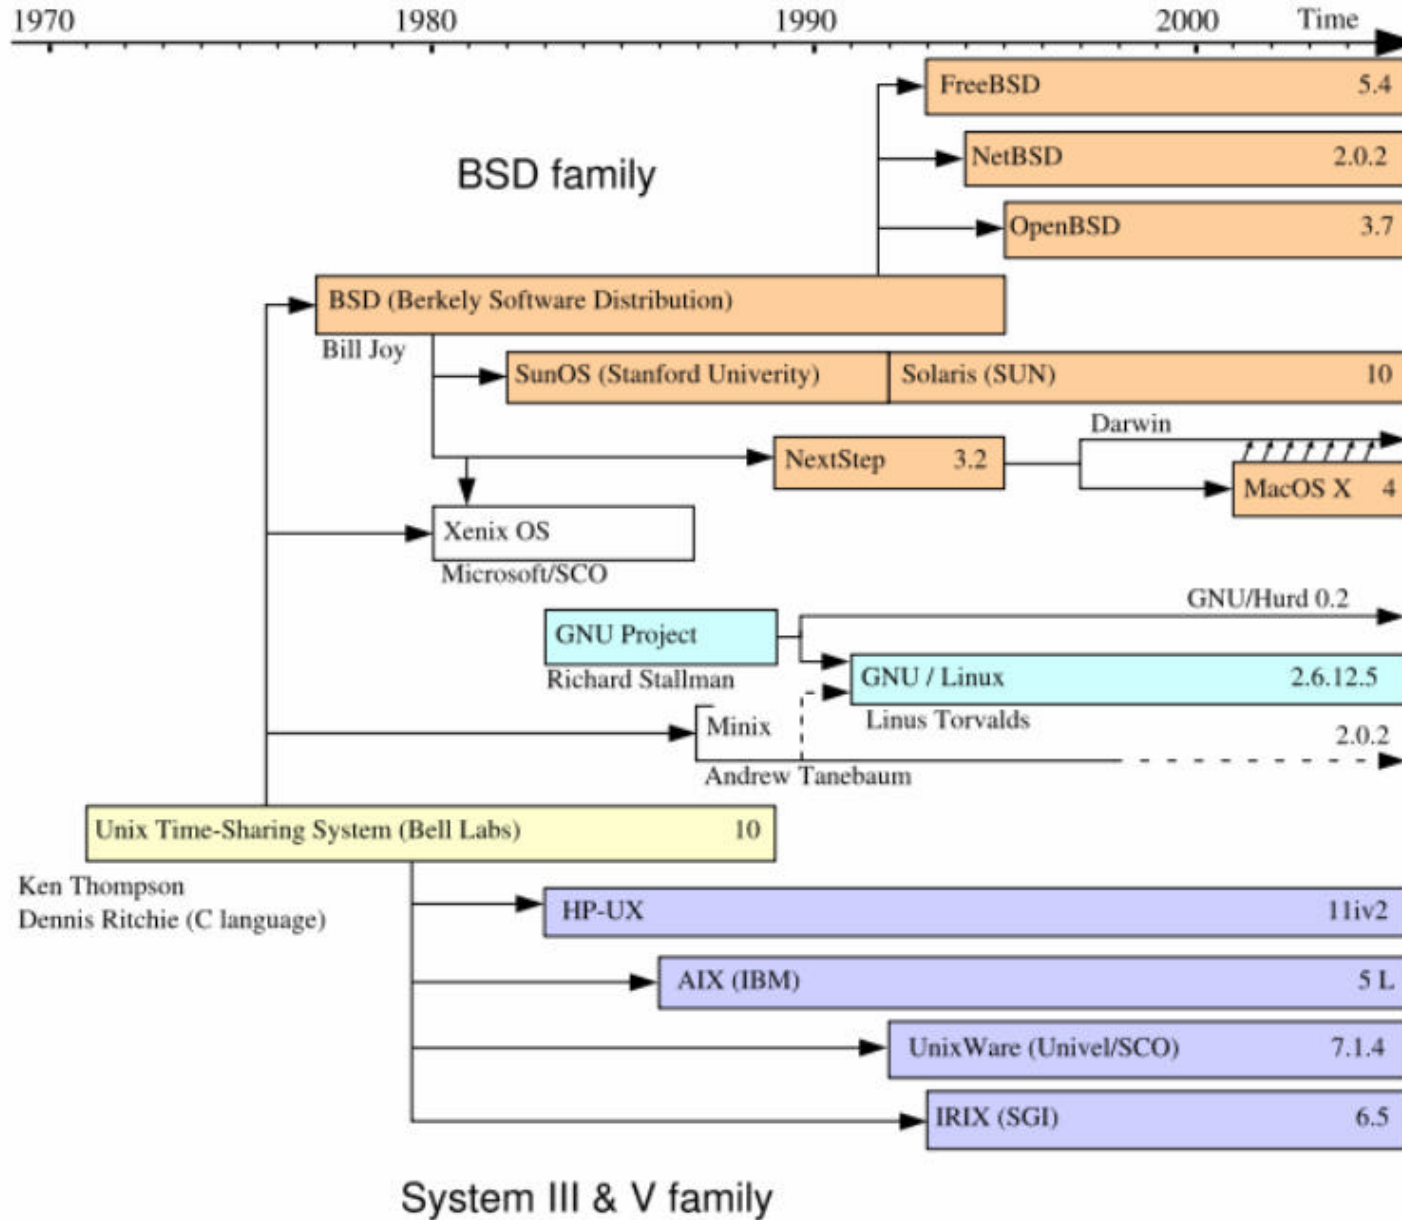 1970 1980 1990 2000 Time
FreeBSD 5.4
BSD family
NetBSD 2.0.2
OpenBSD 3.7
BSD (Berkely Software Distribution)
Bill Joy
SunOS (Stanford Univerity) Solaris (SUN) 10
Darwin
NextStep 3.2
MacOS X 4
Xenix OS
Microsoft/SCO
GNU/Hurd 0.2
GNU Project
Richard Stallman
GNU / Linux 2.6.12.5
Linus Torvalds
Minix
2.0.2
Andrew Tanebaum
Unix Time-Sharing System (Bell Labs) 10
Ken Thompson
Dennis Ritchie (C language)
HP-UX 11iv2
AIX (IBM) 5 L
UnixWare (Univel/SCO) 7.1.4
IRIX (SGI) 6.5
System III & V family